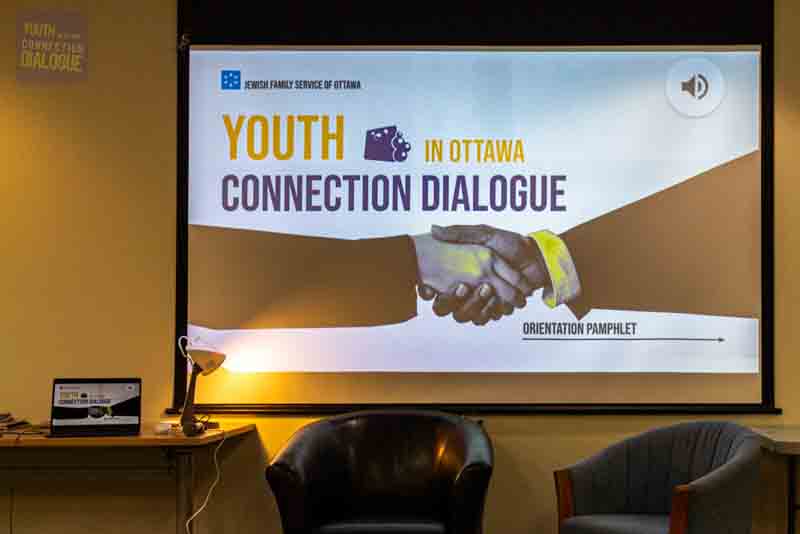 YOUTH
CONNECTION
DIALOGUE
JEWISH FAMILY SERVICE OF OTTAWA
YOUTH IN OTTAWA
CONNECTION DIALOGUE
ORIENTATION PAMPHLET
YOUTH
CONNECTION DIALOGUE